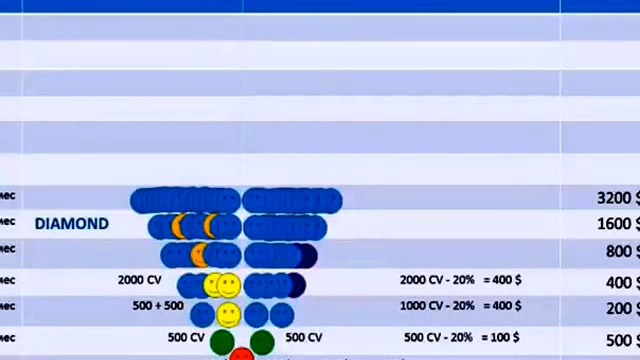 мес 3200 $
мес DIAMOND 1600 $
мес 800 $
мес 2000 CV 2000 CV - 20% = 400 $ 400 $
мес 500 + 500 1000 CV - 20% = 400 $ 200 $
мес 500 CV 500 CV 500 CV - 20% = 100 $ 500 $